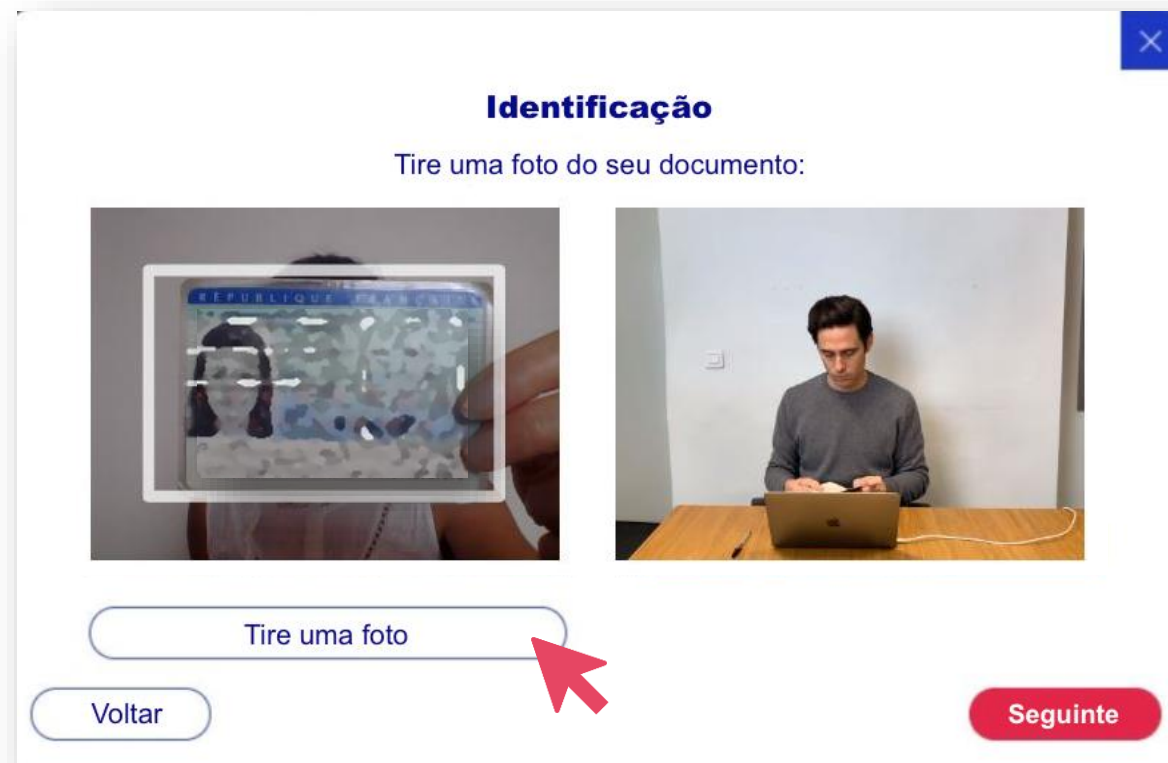 Identificação
Tire uma foto do seu documento:
RÉPUBLIQUE FRANÇAISE
Tire uma foto
Voltar
Seguinte